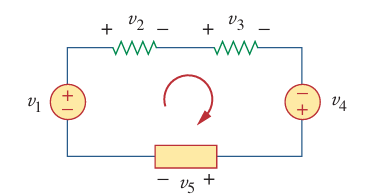 + v2 − + v3 −
v1 + − − + v4
− v5 +